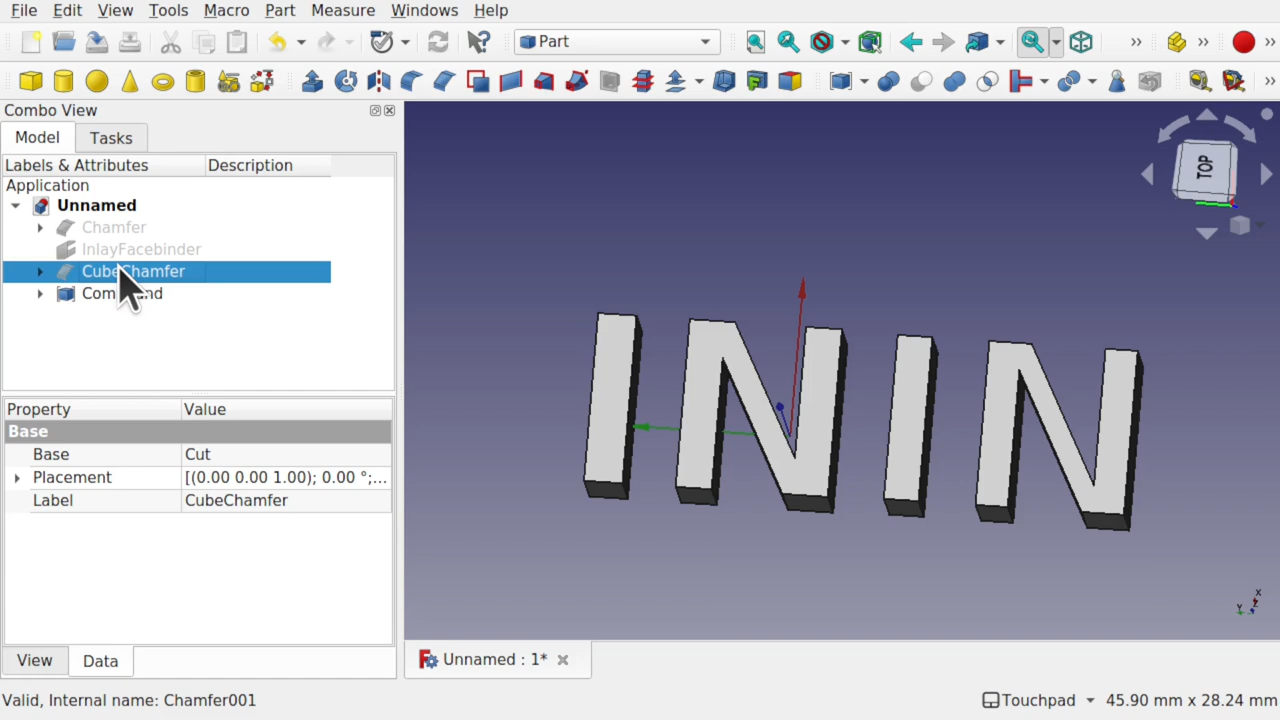 File Edit View Tools Macro Part Measure Windows Help
Part
Combo View
Model Tasks
Labels & Attributes Description
Application
Unnamed
Chamfer
InlayFacebinder
CubeChamfer
TOP
ININ
Property Value
Base
Base Cut
Placement [(0.00 0.00 1.00); 0.00 °;...
Label CubeChamfer
X
Y Z
View Data
Unnamed : 1*
Valid, Internal name: Chamfer001
Touchpad 45.90 mm x 28.24 mm